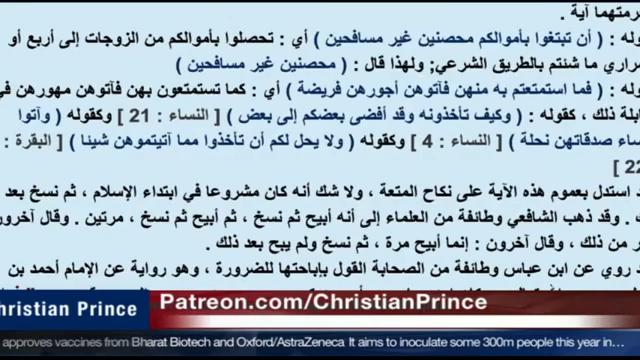 رمتهما آية .
وله : ( أن تبتغوا بأموالكم محصنين غير مسافحين ) أي : تحصلوا بأموالكم من الزوجات إلى أربع أو
مراري ما شئتم بالطريق الشرعي; ولهذا قال : ( محصنين غير مسافحين )
وله : ( فما استمتعتم به منهن فآتوهن أجورهن فريضة ) أي : كما تستمتعون بهن فآتوهن مهورهن في
ابلة ذلك ، كقوله : ( وكيف تأخذونه وقد أفضى بعضكم إلى بعض ) [ النساء : 21 ] وكقوله ( وآتوا
ساء صدقاتهن نحلة ) [ النساء : 4 ] وكقوله ( ولا يحل لكم أن تأخذوا مما آتيتموهن شيئا ) [ البقرة :
22 ]
د استدل بعموم هذه الآية على نكاح المتعة ، ولا شك أنه كان مشروعا في ابتداء الإسلام ، ثم نسخ بعد
. وقد ذهب الشافعي وطائفة من العلماء إلى أنه أبيح ثم نسخ ، ثم أبيح ثم نسخ ، مرتين . وقال آخرون
ر من ذلك ، وقال آخرون : إنما أبيح مرة ، ثم نسخ ولم يبح بعد ذلك .
د روي عن ابن عباس وطائفة من الصحابة القول بإباحتها للضرورة ، وهو رواية عن الإمام أحمد بن
Christian Prince
Patreon.com/ChristianPrince
approves vaccines from Bharat Biotech and Oxford/AstraZeneca It aims to inoculate some 300m people this year in…